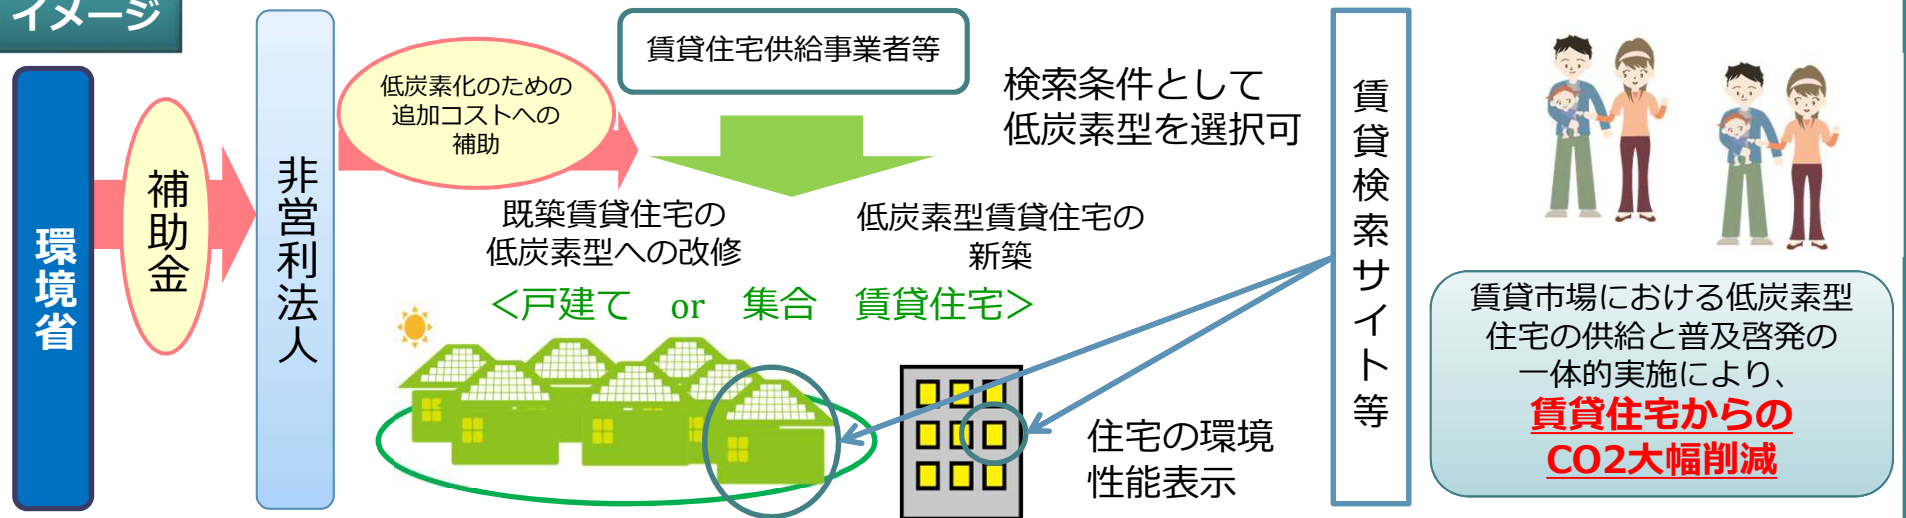 イメージ
環境省
補助金
非営利法人
低炭素化のための
追加コストへの
補助
賃貸住宅供給事業者等
検索条件として
低炭素型を選択可
既築賃貸住宅の
低炭素型への改修
低炭素型賃貸住宅の
新築
＜戸建て　or　集合　賃貸住宅＞
住宅の環境
性能表示
賃貸検索サイト等
賃貸市場における低炭素型
住宅の供給と普及啓発の
一体的実施により、
賃貸住宅からの
CO2大幅削減